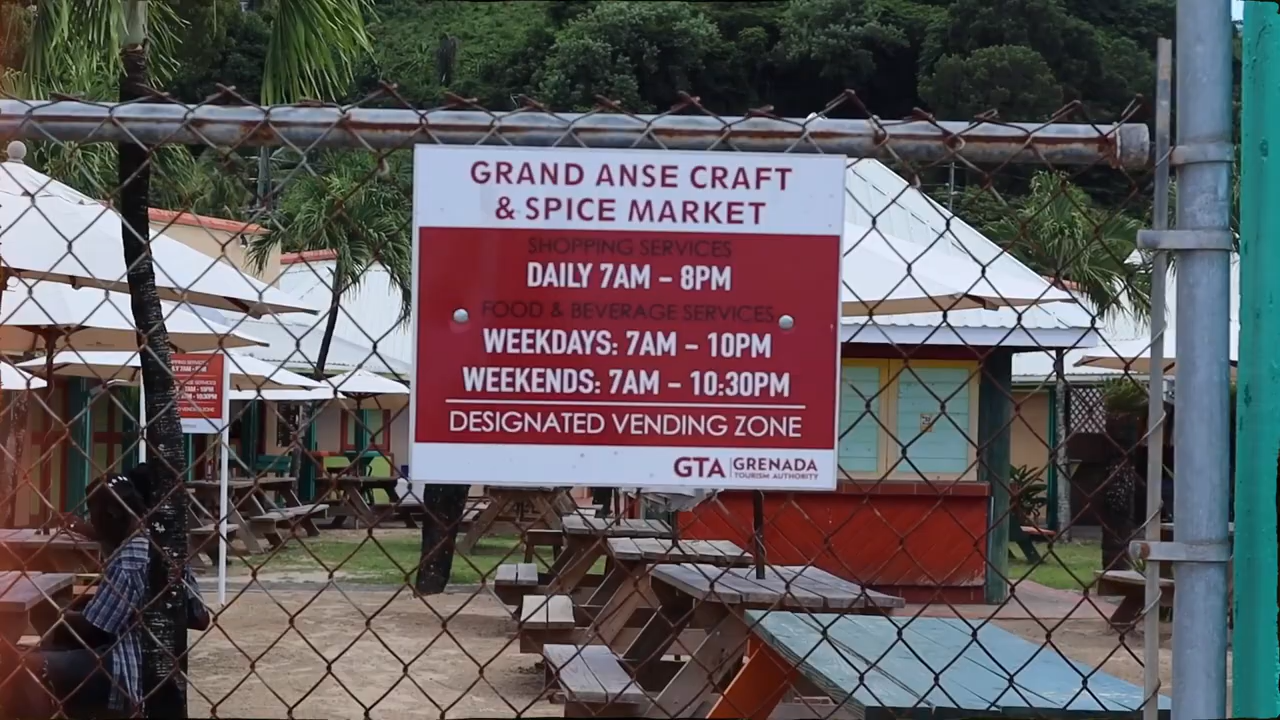 GRAND ANSE CRAFT
& SPICE MARKET
SHOPPING SERVICES
DAILY 7AM – 8PM
FOOD & BEVERAGE SERVICES
WEEKDAYS: 7AM – 10PM
WEEKENDS: 7AM – 10:30PM
DESIGNATED VENDING ZONE
GTA GRENADA
TOURISM AUTHORITY